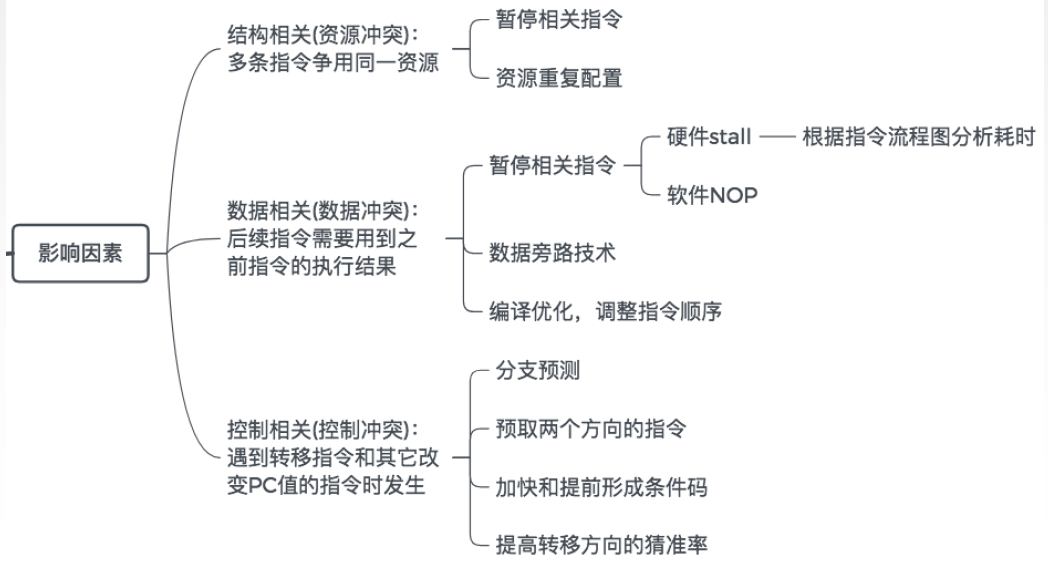 影响因素
结构相关(资源冲突)：
多条指令争用同一资源
暂停相关指令
资源重复配置
数据相关(数据冲突)：
后续指令需要用到之
前指令的执行结果
暂停相关指令
硬件stall
根据指令流程图分析耗时
软件NOP
数据旁路技术
编译优化，调整指令顺序
控制相关(控制冲突)：
遇到转移指令和其它改
变PC值的指令时发生
分支预测
预取两个方向的指令
加快和提前形成条件码
提高转移方向的猜准率